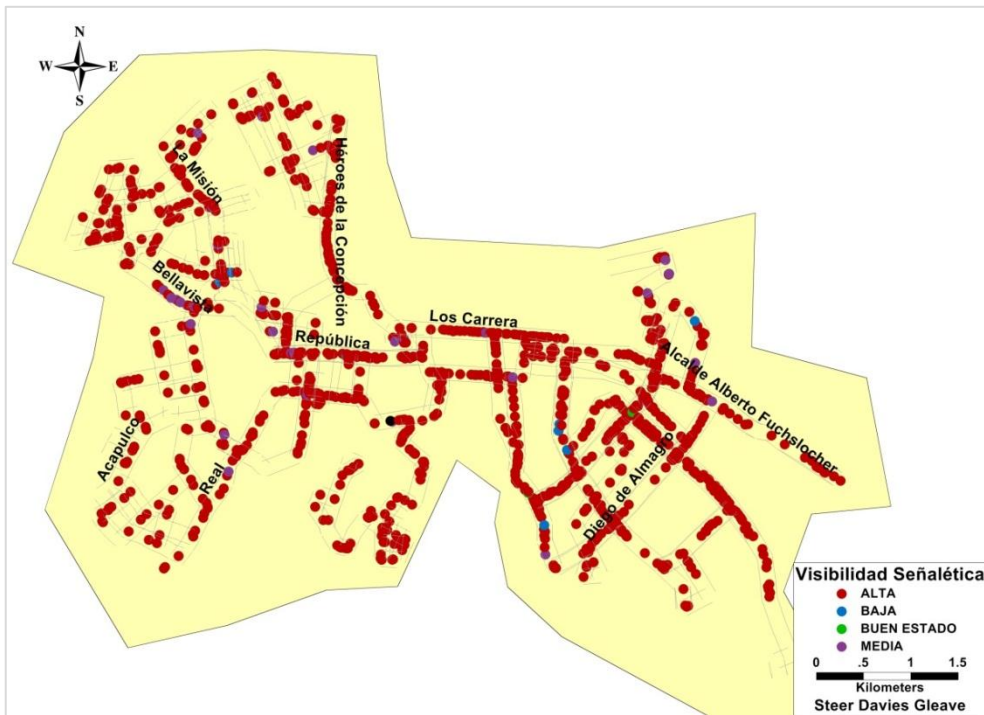 N
W E
S
La Misión
Héroes de la Concepción
Bellavista
República
Los Carrera
Alcalde Alberto Fuchslocher
Acapulco
Real
Diego de Almagro
Visibilidad Señalética
ALTA
BAJA
BUEN ESTADO
MEDIA
0 .5 1 1.5
Kilometers
Steer Davies Gleave